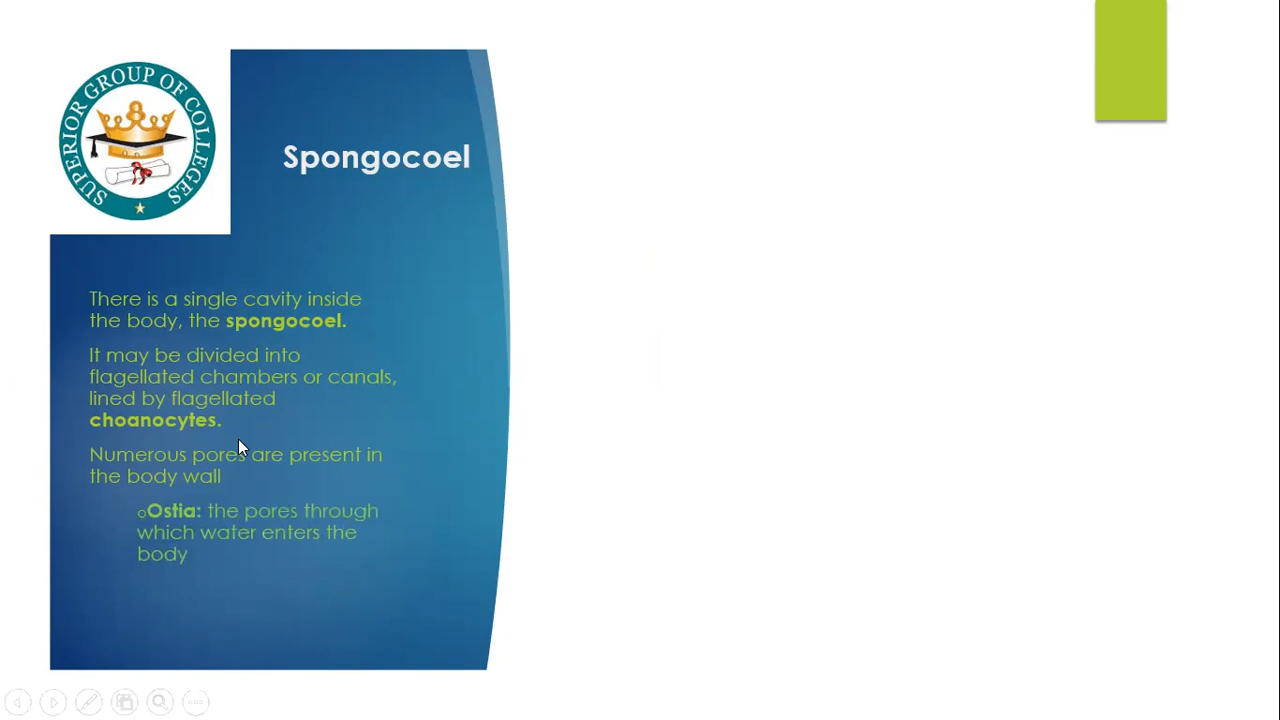 SUPERIOR GROUP OF COLLEGES
Spongocoel
There is a single cavity inside
the body, the spongocoel.
It may be divided into
flagellated chambers or canals,
lined by flagellated
choanocytes.
Numerous pores are present in
the body wall
oOstia: the pores through
which water enters the
body